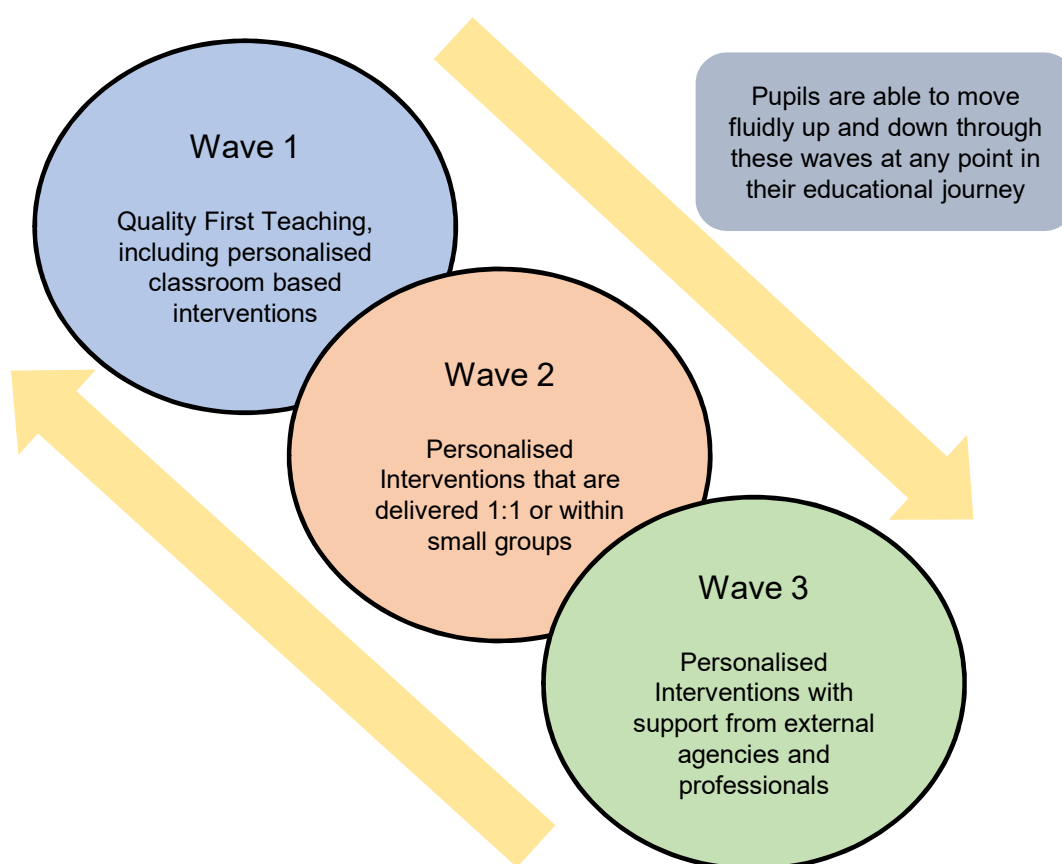 Wave 1
Quality First Teaching,
including personalised
classroom based
interventions
Pupils are able to move
fluidly up and down through
these waves at any point in
their educational journey
Wave 2
Personalised
Interventions that are
delivered 1:1 or within
small groups
Wave 3
Personalised
Interventions with
support from external
agencies and
professionals